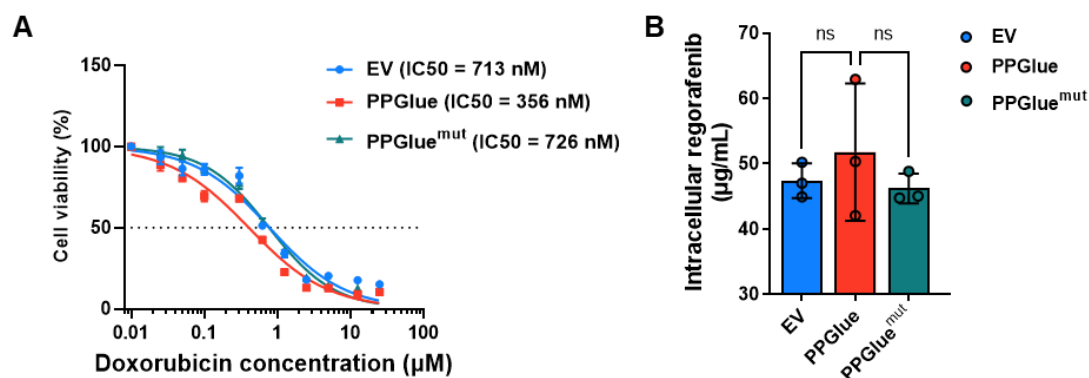 A
Cell viability (%)
150
100
50
0
0.01
0.1
1
10
100
Doxorubicin concentration (µM)
EV (IC50 = 713 nM)
PPGlue (IC50 = 356 nM)
PPGlue^mut (IC50 = 726 nM)
B
Intracellular regorafenib
(µg/mL)
70
60
50
40
30
ns
ns
EV
PPGlue
PPGlue^mut
EV
PPGlue
PPGlue^mut